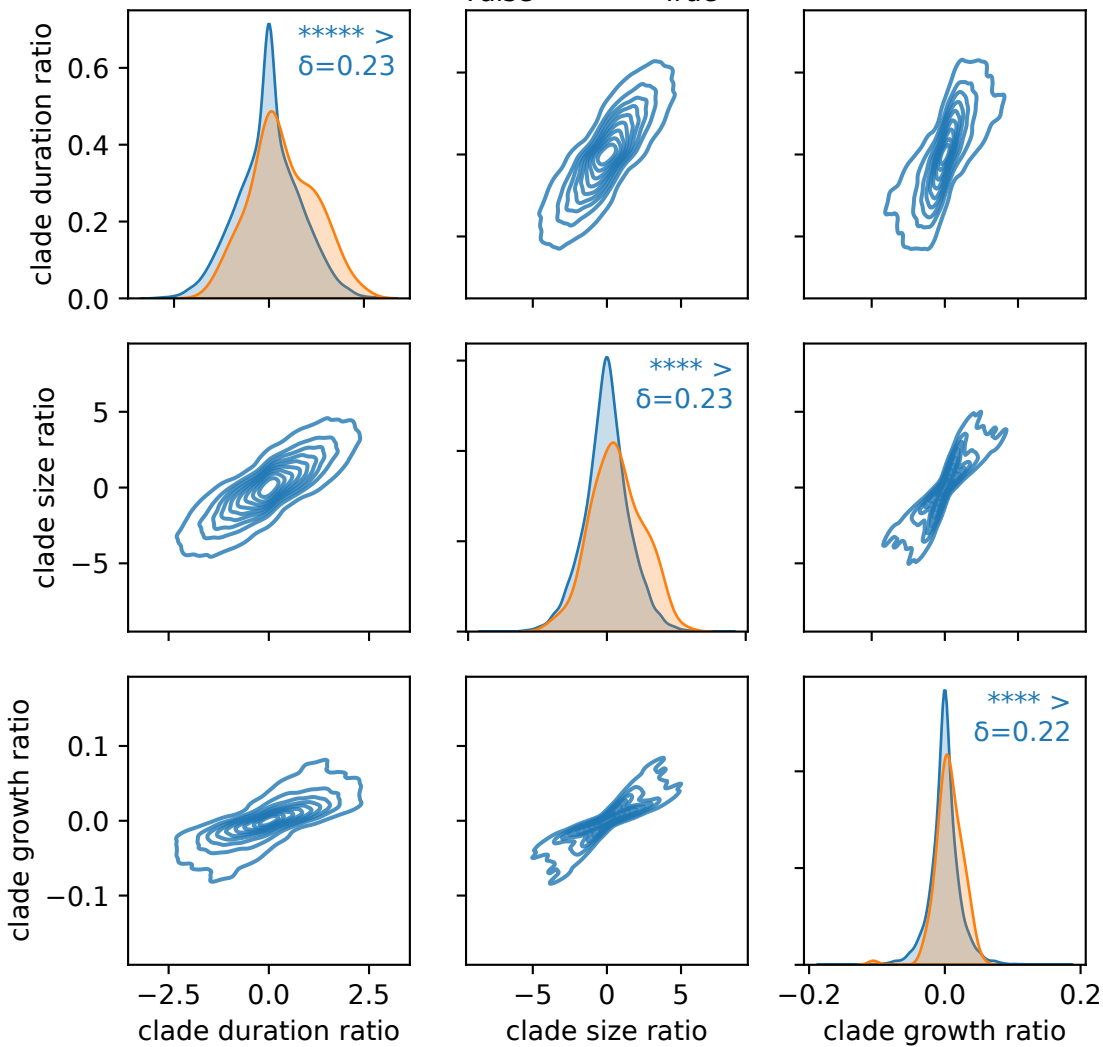 clade duration ratio
0.6
0.4
0.2
0.0
***** >
δ=0.23
clade size ratio
5
0
−5
**** >
δ=0.23
clade growth ratio
0.1
0.0
−0.1
**** >
δ=0.22
−2.5 0.0 2.5
clade duration ratio
−5 0 5
clade size ratio
−0.2 0.0 0.2
clade growth ratio